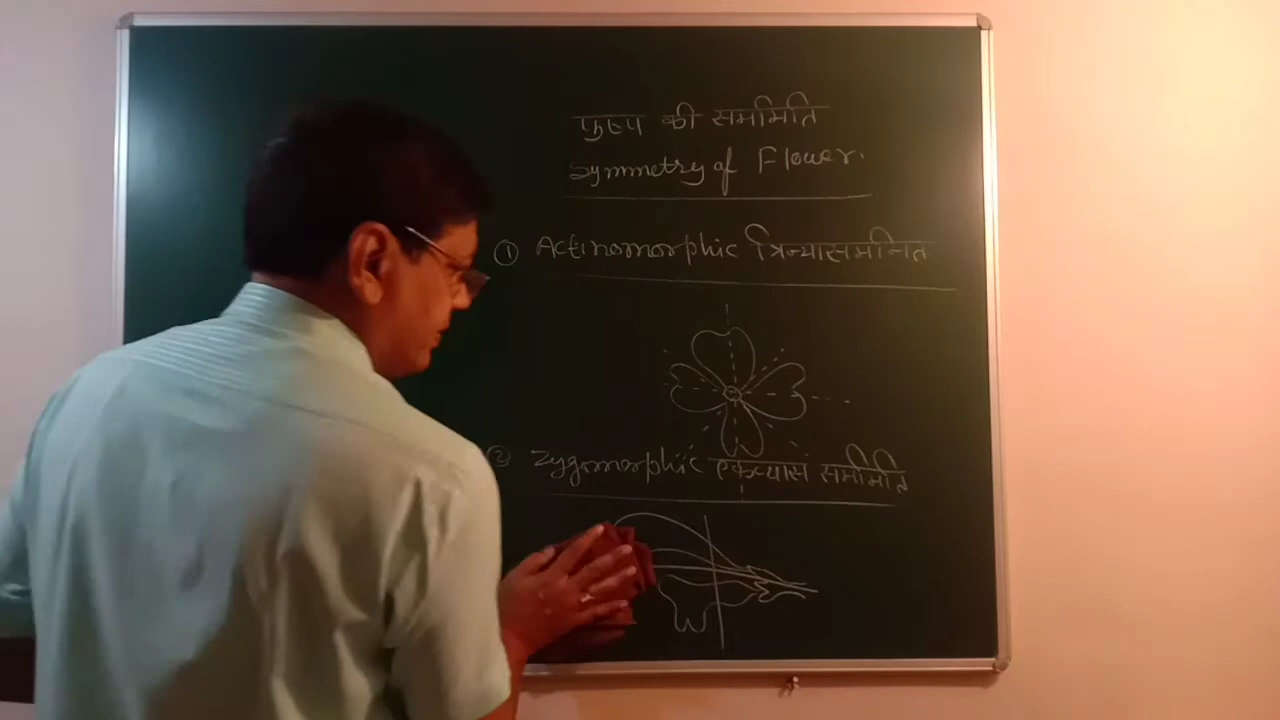 पुष्प की सममिति
Symmetry of Flower.
① Actinomorphic त्रिज्यासममित
② Zygomorphic एकव्यास सममिति